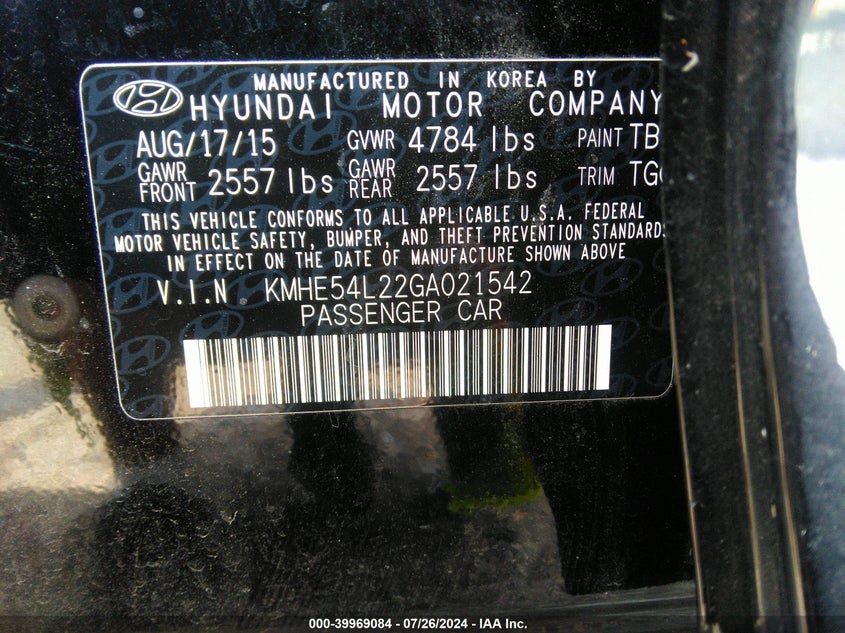 MANUFACTURED IN KOREA BY
HYUNDAI MOTOR COMPANY
AUG/17/15 GVWR 4784 lbs PAINT TB
GAWR FRONT 2557 lbs GAWR REAR 2557 lbs TRIM
THIS VEHICLE CONFORMS TO ALL APPLICABLE U.S.A. FEDERAL
MOTOR VEHICLE SAFETY, BUMPER, AND THEFT PREVENTION STANDARDS
IN EFFECT ON THE DATE OF MANUFACTURE SHOWN ABOVE
V.I.N KMHE54L22GA021542
PASSENGER CAR
000-39969084 - 07/26/2024 - IAA Inc.